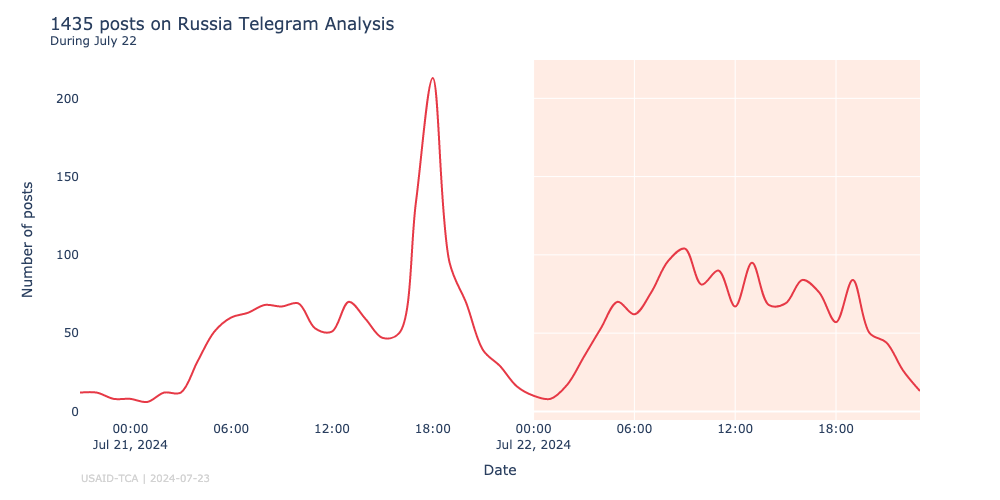 1435 posts on Russia Telegram Analysis
During July 22
Number of posts
200
150
100
50
0
00:00 06:00 12:00 18:00 00:00 06:00 12:00 18:00
Jul 21, 2024 Jul 22, 2024
Date
USAID-TCA | 2024-07-23